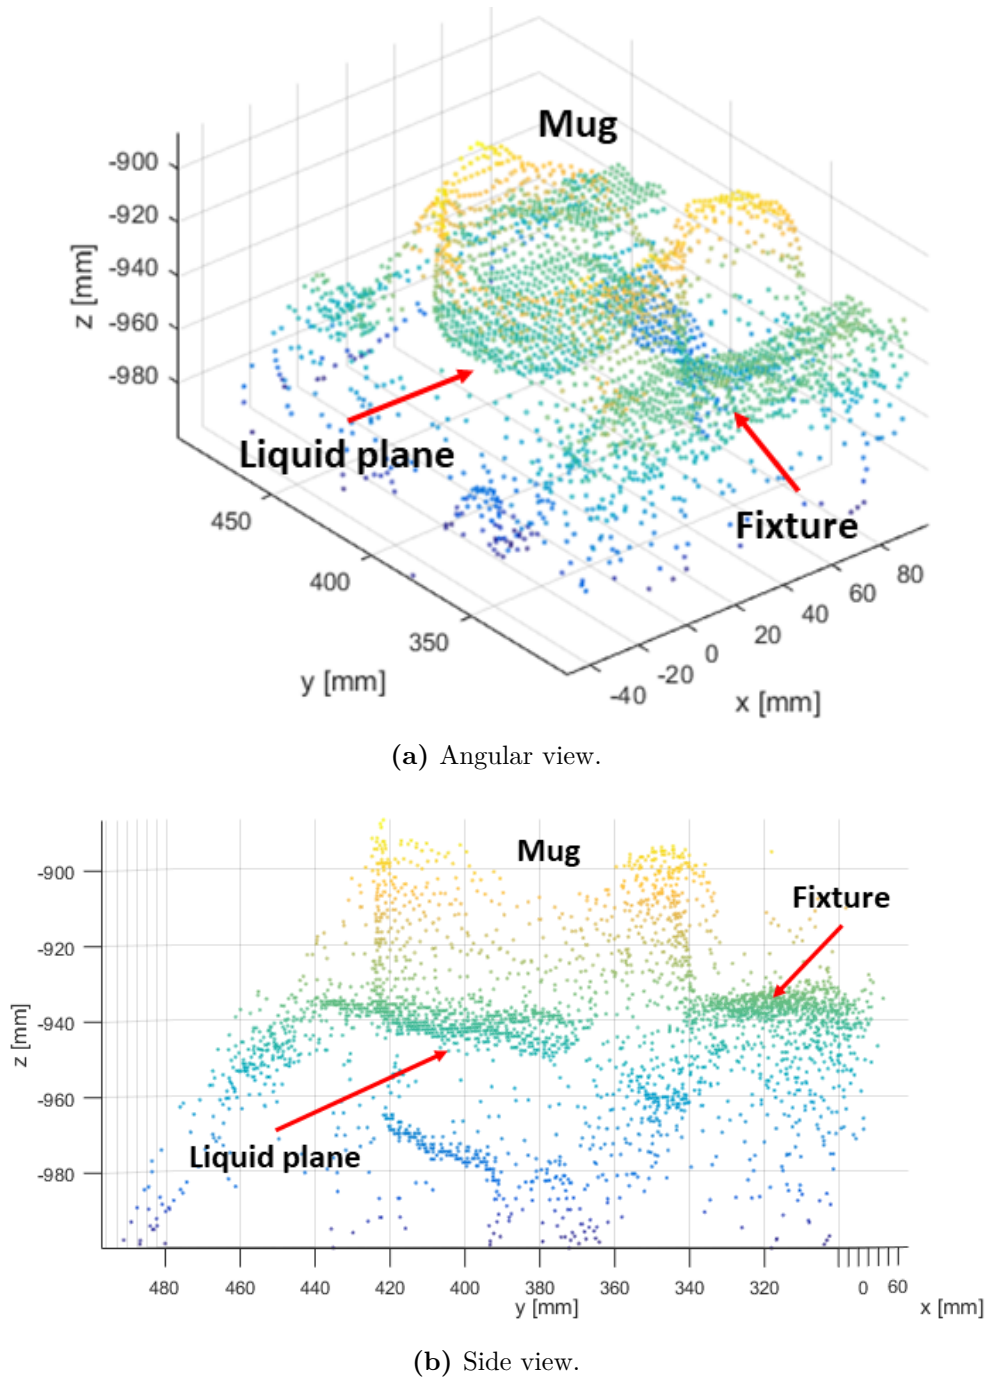 Mug
-900
-920
-940
-960
-980
z [mm]
Liquid plane
Fixture
450
400
350
y [mm]
-40
-20
0
20
40
60
80
x [mm]
(a) Angular view.
Mug
Fixture
-900
-920
-940
-960
-980
z [mm]
Liquid plane
480 460 440 420 400 380 360 340 320 0 60
y [mm] x [mm]
(b) Side view.